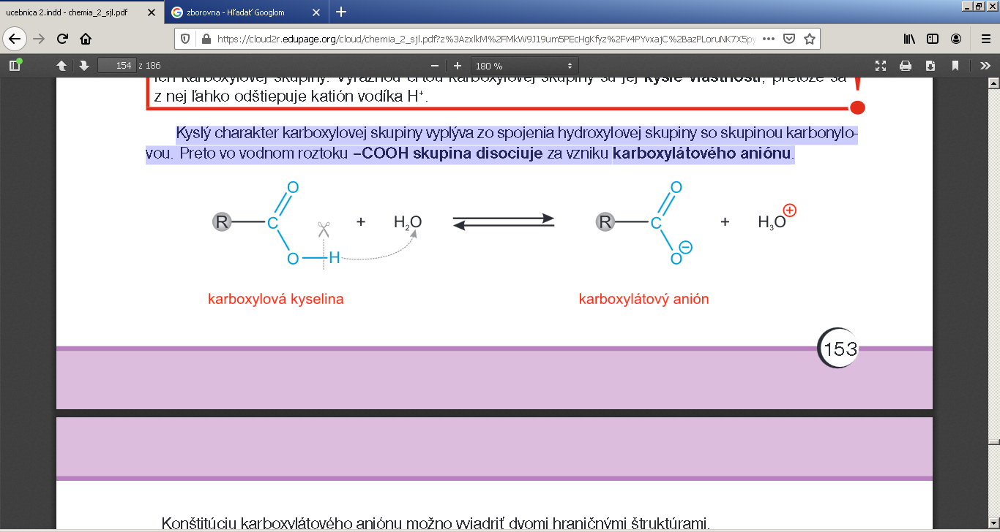 ucebnica 2.indd - chemia_2_sjl.pdf
zborovna - Hľadať Googlom
https://cloud2r.edupage.org/cloud/chemia_2_sjl.pdf?z%3AzxlkM%2FMkW9J19um5PEcHgKfyz%2Fv4PYvxajC%2BazPLoruNK7X5py
154 z 186
180 %
ten karboxylovej skupiny. Výraznou črtou karboxylovej skupiny sú jej kyslé vlastnosti, pretože sa
z nej ľahko odštiepuje katión vodíka H⁺.
Kyslý charakter karboxylovej skupiny vyplýva zo spojenia hydroxylovej skupiny so skupinou karbonylo-
vou. Preto vo vodnom roztoku –COOH skupina disociuje za vzniku karboxylátového aniónu.
O O
R C + H₂O R C + H₃O⊕
O H O⊖
karboxylová kyselina karboxylátový anión
153
Konštitúciu karboxylátového aniónu možno vyjadriť dvomi hraničnými štruktúrami.